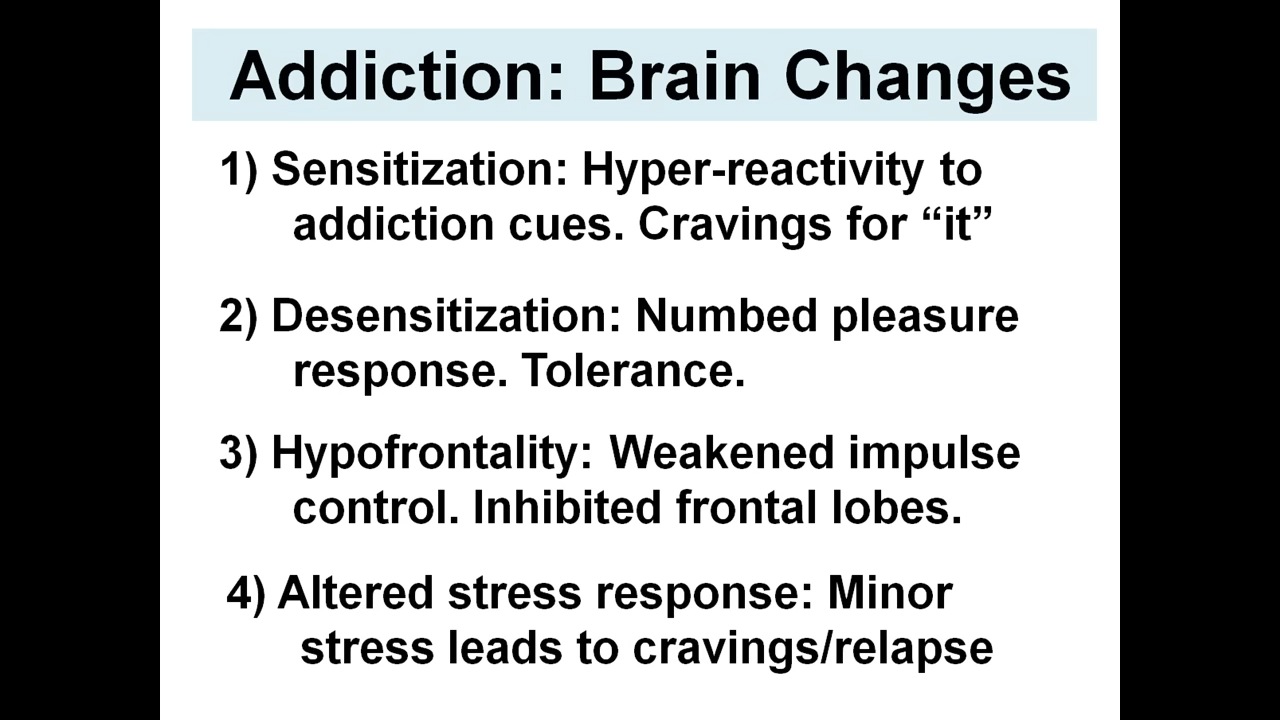 Addiction: Brain Changes
1) Sensitization: Hyper-reactivity to
addiction cues. Cravings for “it”
2) Desensitization: Numbed pleasure
response. Tolerance.
3) Hypofrontality: Weakened impulse
control. Inhibited frontal lobes.
4) Altered stress response: Minor
stress leads to cravings/relapse